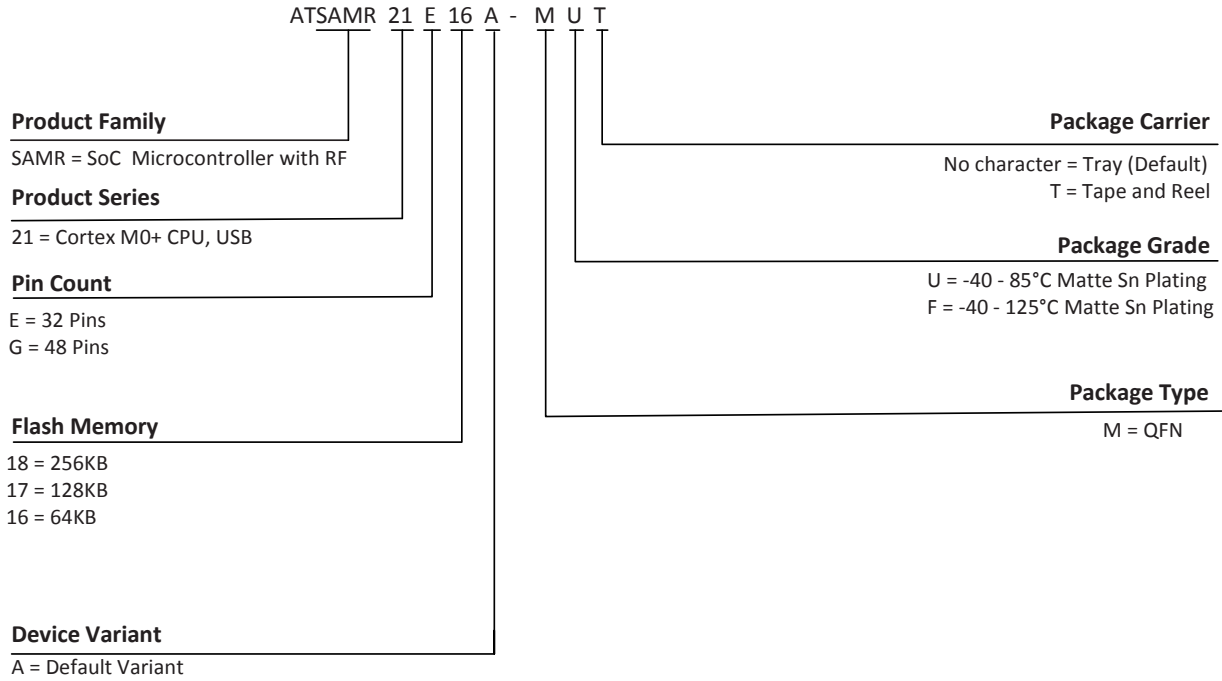 ATSAMR 21 E 16 A - M U T
Product Family
SAMR = SoC Microcontroller with RF
Product Series
21 = Cortex M0+ CPU, USB
Pin Count
E = 32 Pins
G = 48 Pins
Flash Memory
18 = 256KB
17 = 128KB
16 = 64KB
Device Variant
A = Default Variant
Package Carrier
No character = Tray (Default)
T = Tape and Reel
Package Grade
U = -40 - 85°C Matte Sn Plating
F = -40 - 125°C Matte Sn Plating
Package Type
M = QFN